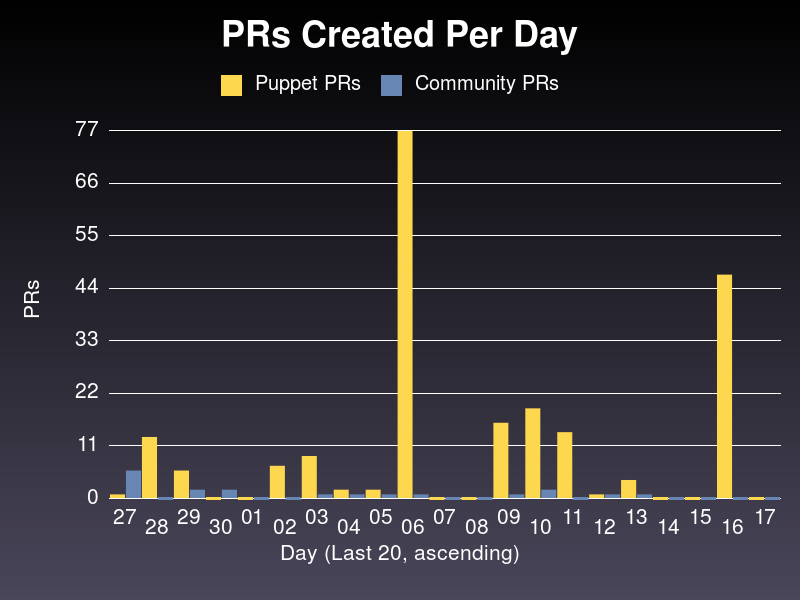 PRs Created Per Day
Puppet PRs Community PRs
77
66
55
44
33
22
11
0
PRs
27 28 29 30 01 02 03 04 05 06 07 08 09 10 11 12 13 14 15 16 17
Day (Last 20, ascending)